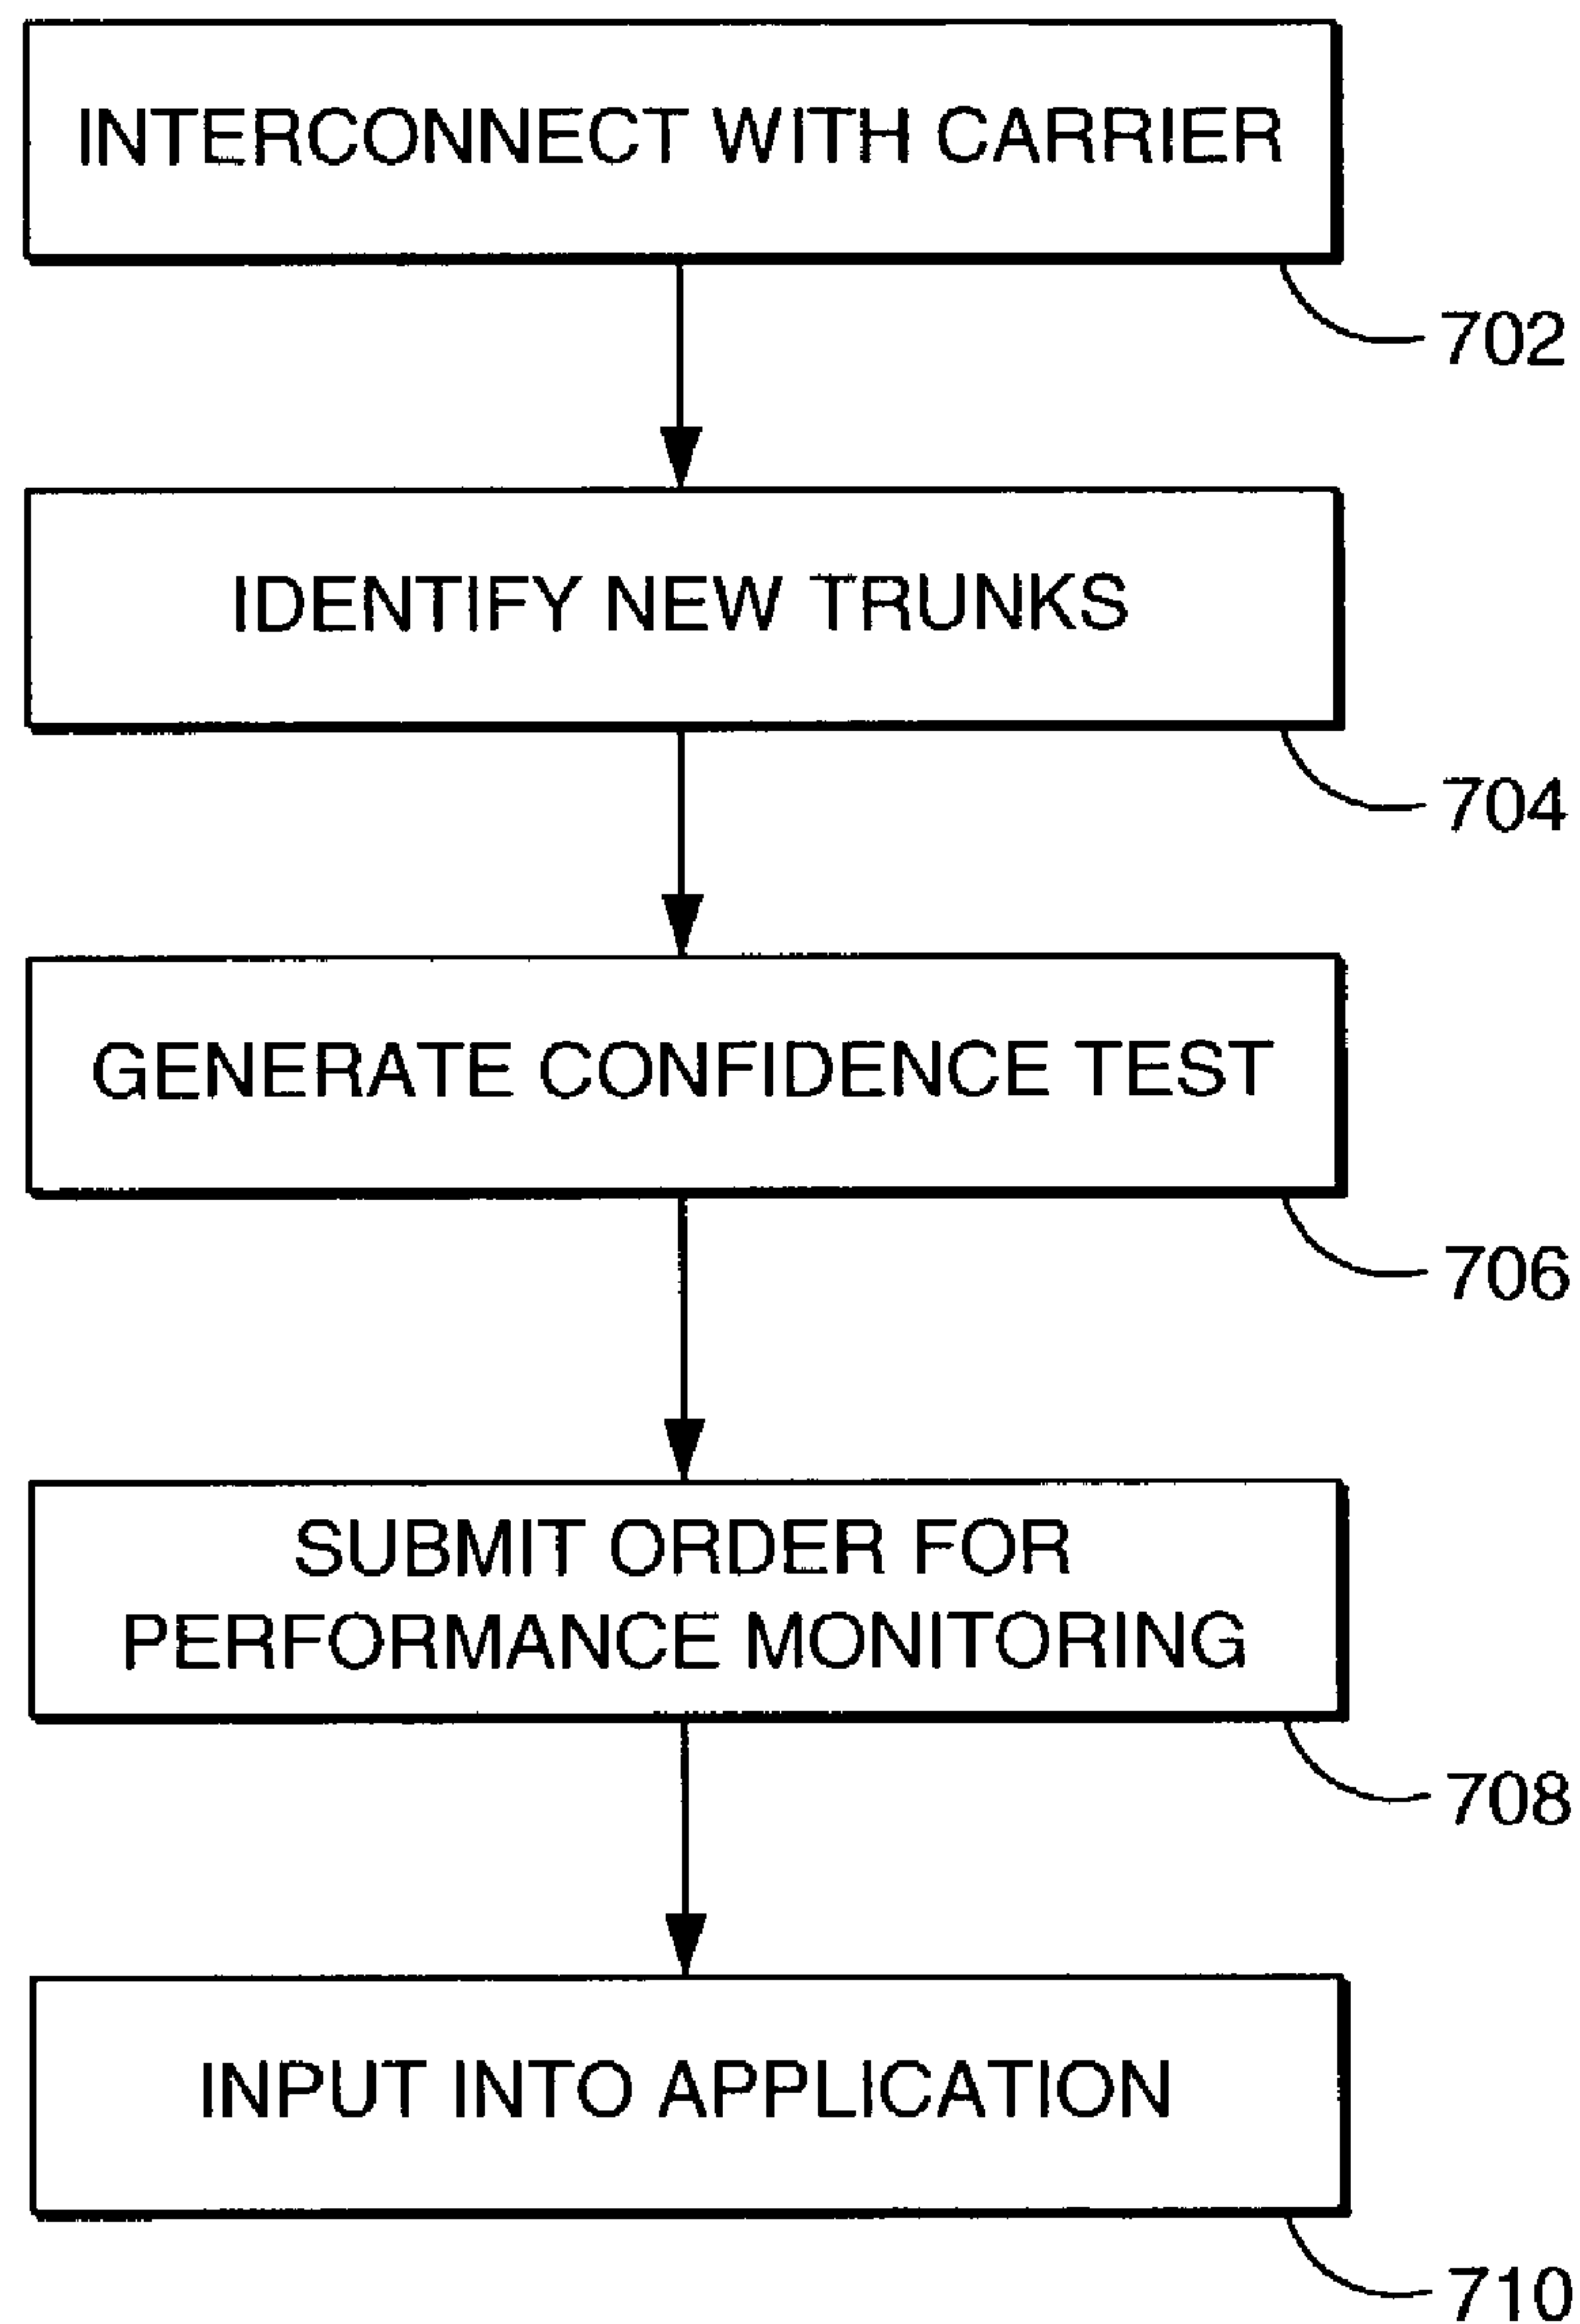 INTERCONNECT WITH CARRIER
702
IDENTIFY NEW TRUNKS
704
GENERATE CONFIDENCE TEST
706
SUBMIT ORDER FOR
PERFORMANCE MONITORING
708
INPUT INTO APPLICATION
710